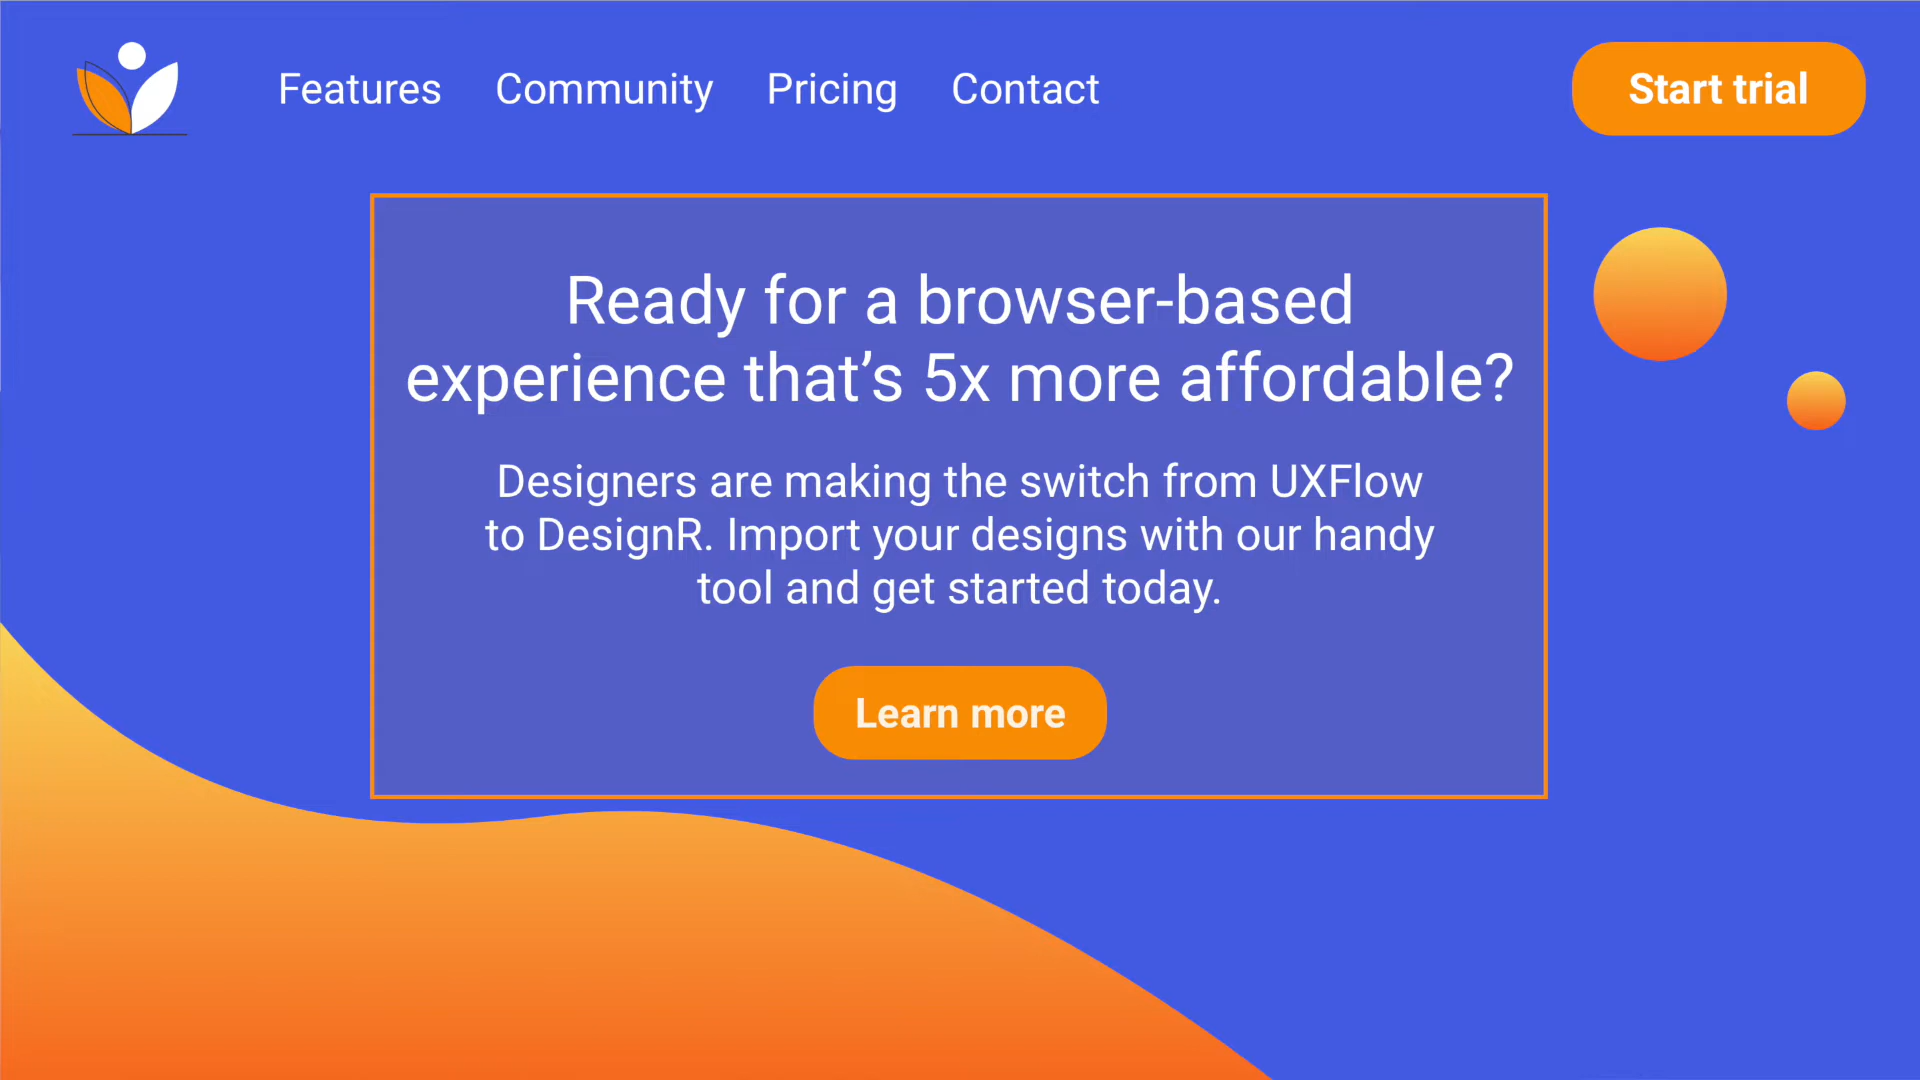 Features Community Pricing Contact Start trial
Ready for a browser-based
experience that’s 5x more affordable?
Designers are making the switch from UXFlow
to DesignR. Import your designs with our handy
tool and get started today.
Learn more